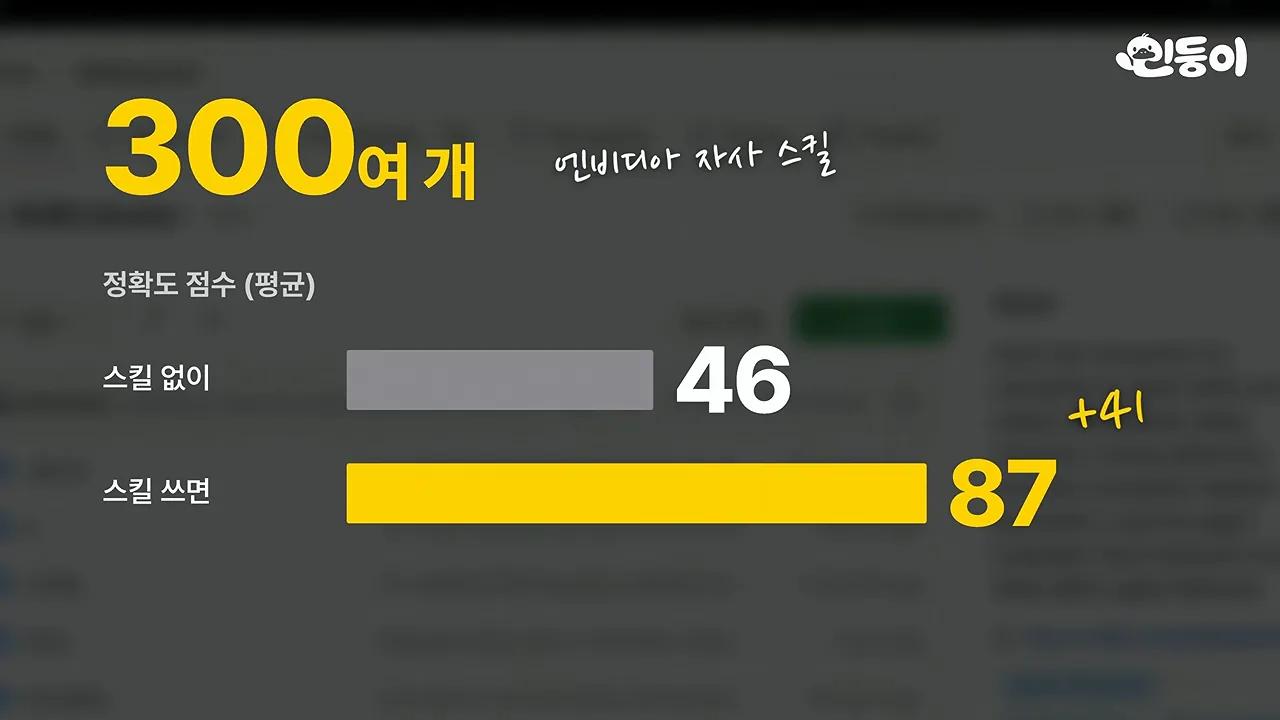 인둥이
300여 개
엔비디아 자사 스킬
정확도 점수 (평균)
스킬 없이
46
+41
스킬 쓰면
87